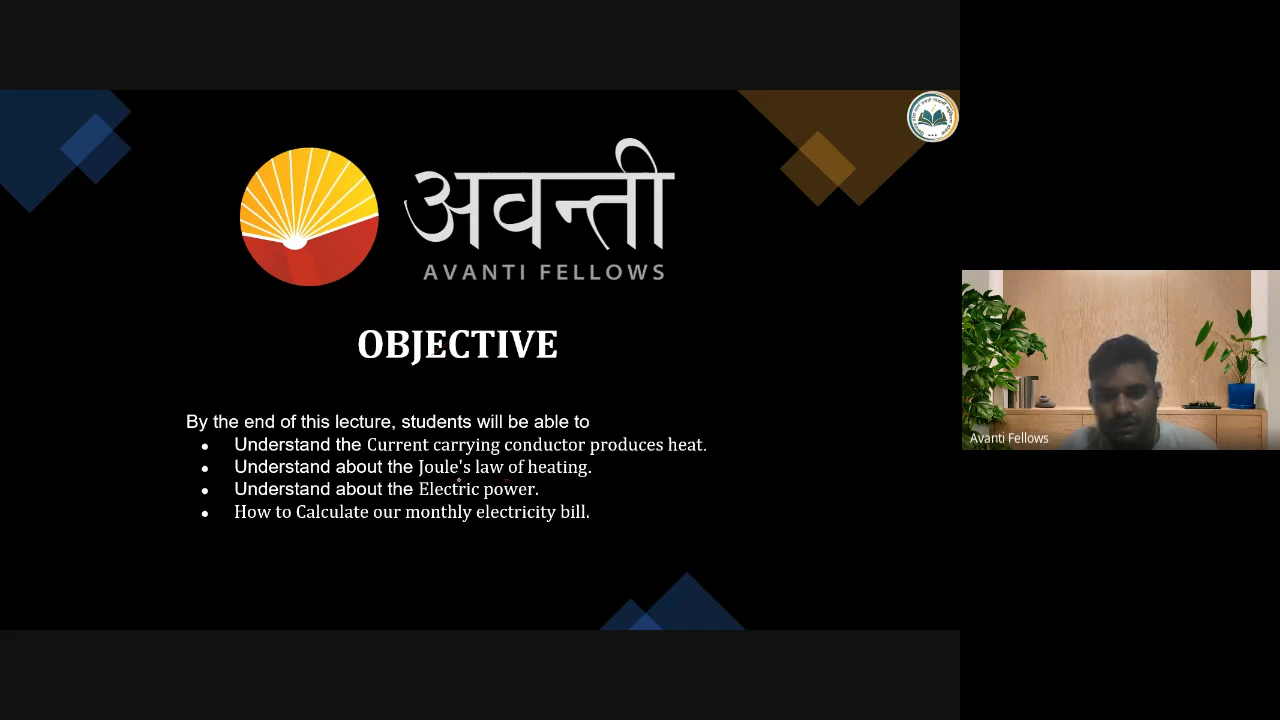 अवन्ती
AVANTI FELLOWS
OBJECTIVE
By the end of this lecture, students will be able to
● Understand the Current carrying conductor produces heat.
● Understand about the Joule's law of heating.
● Understand about the Electric power.
● How to Calculate our monthly electricity bill.
Avanti Fellows